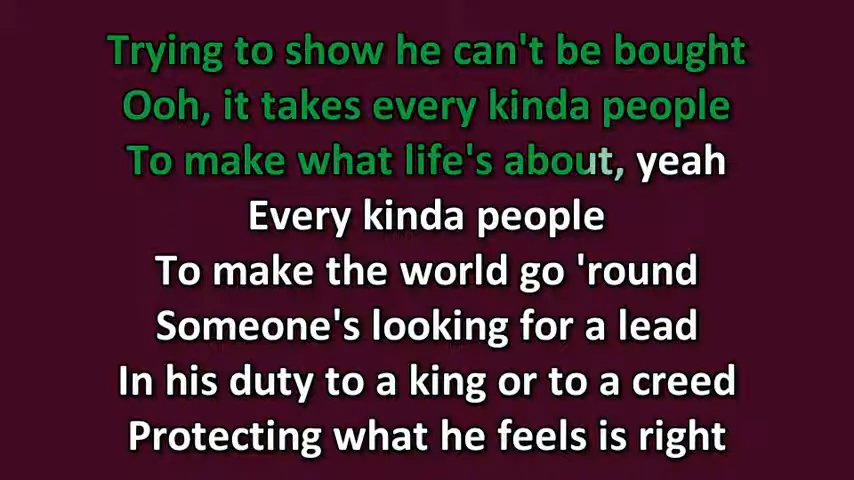 Trying to show he can't be bought
Ooh, it takes every kinda people
To make what life's about, yeah
Every kinda people
To make the world go 'round
Someone's looking for a lead
In his duty to a king or to a creed
Protecting what he feels is right